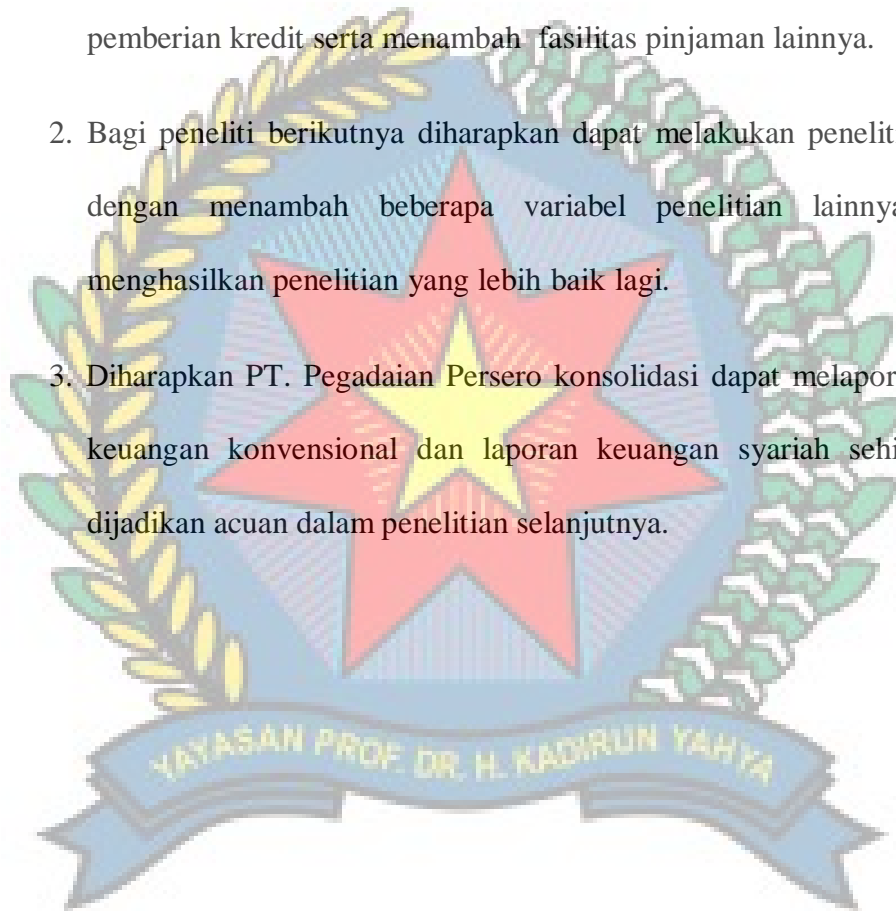 pemberian kredit serta menambah fasilitas pinjaman lainnya.
2. Bagi peneliti berikutnya diharapkan dapat melakukan penelit
dengan menambah beberapa variabel penelitian lainnya
menghasilkan penelitian yang lebih baik lagi.
3. Diharapkan PT. Pegadaian Persero konsolidasi dapat melapor
keuangan konvensional dan laporan keuangan syariah sehi
dijadikan acuan dalam penelitian selanjutnya.
YAYASAN PROF. DR. H. KADIRUN YAHYA